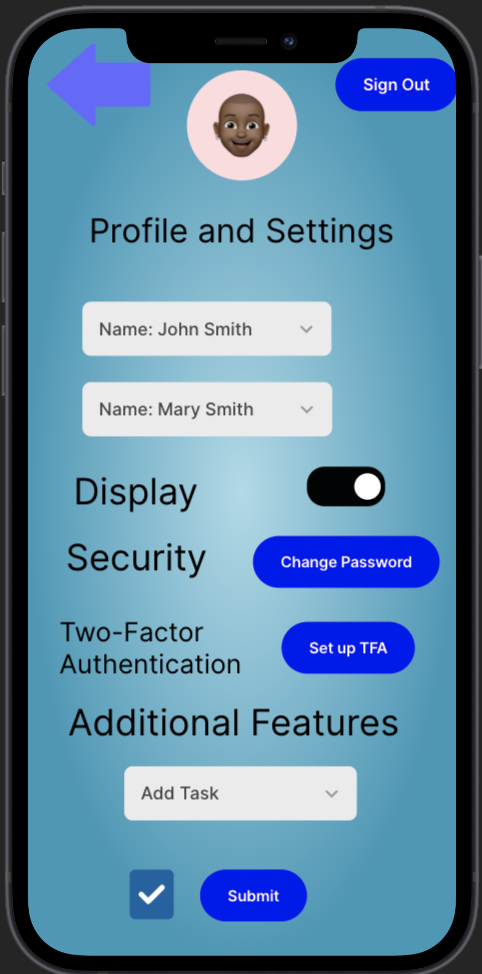 Sign Out
Profile and Settings
Name: John Smith
Name: Mary Smith
Display
Security
Change Password
Two-Factor
Authentication
Set up TFA
Additional Features
Add Task
Submit